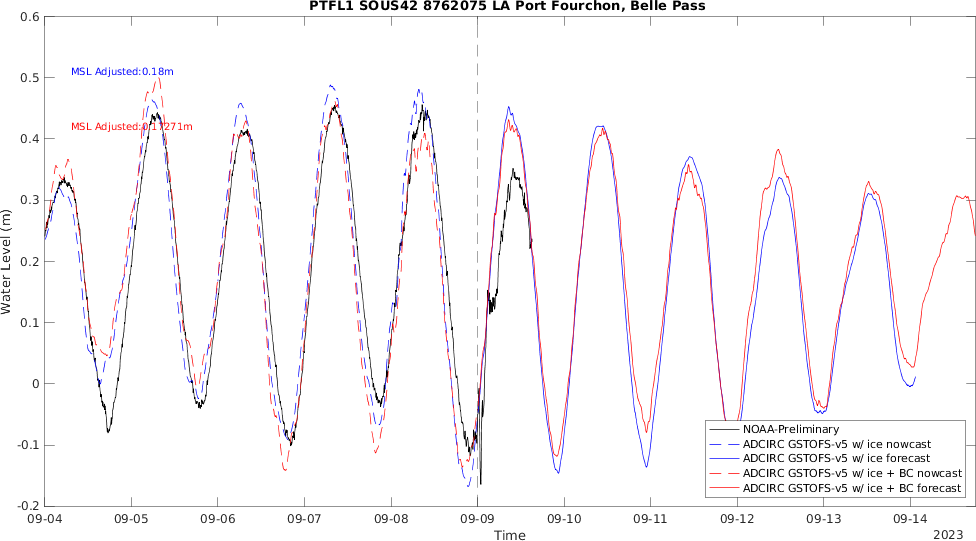 PTFL1 SOUS42 8762075 LA Port Fourchon, Belle Pass
0.6
0.5
0.4
0.3
0.2
0.1
0
-0.1
-0.2
Water Level (m)
MSL Adjusted:0.18m
MSL Adjusted:0.17271m
NOAA-Preliminary
ADCIRC GSTOFS-v5 w/ ice nowcast
ADCIRC GSTOFS-v5 w/ ice forecast
ADCIRC GSTOFS-v5 w/ ice + BC nowcast
ADCIRC GSTOFS-v5 w/ ice + BC forecast
09-04 09-05 09-06 09-07 09-08 09-09 09-10 09-11 09-12 09-13 09-14
Time
2023